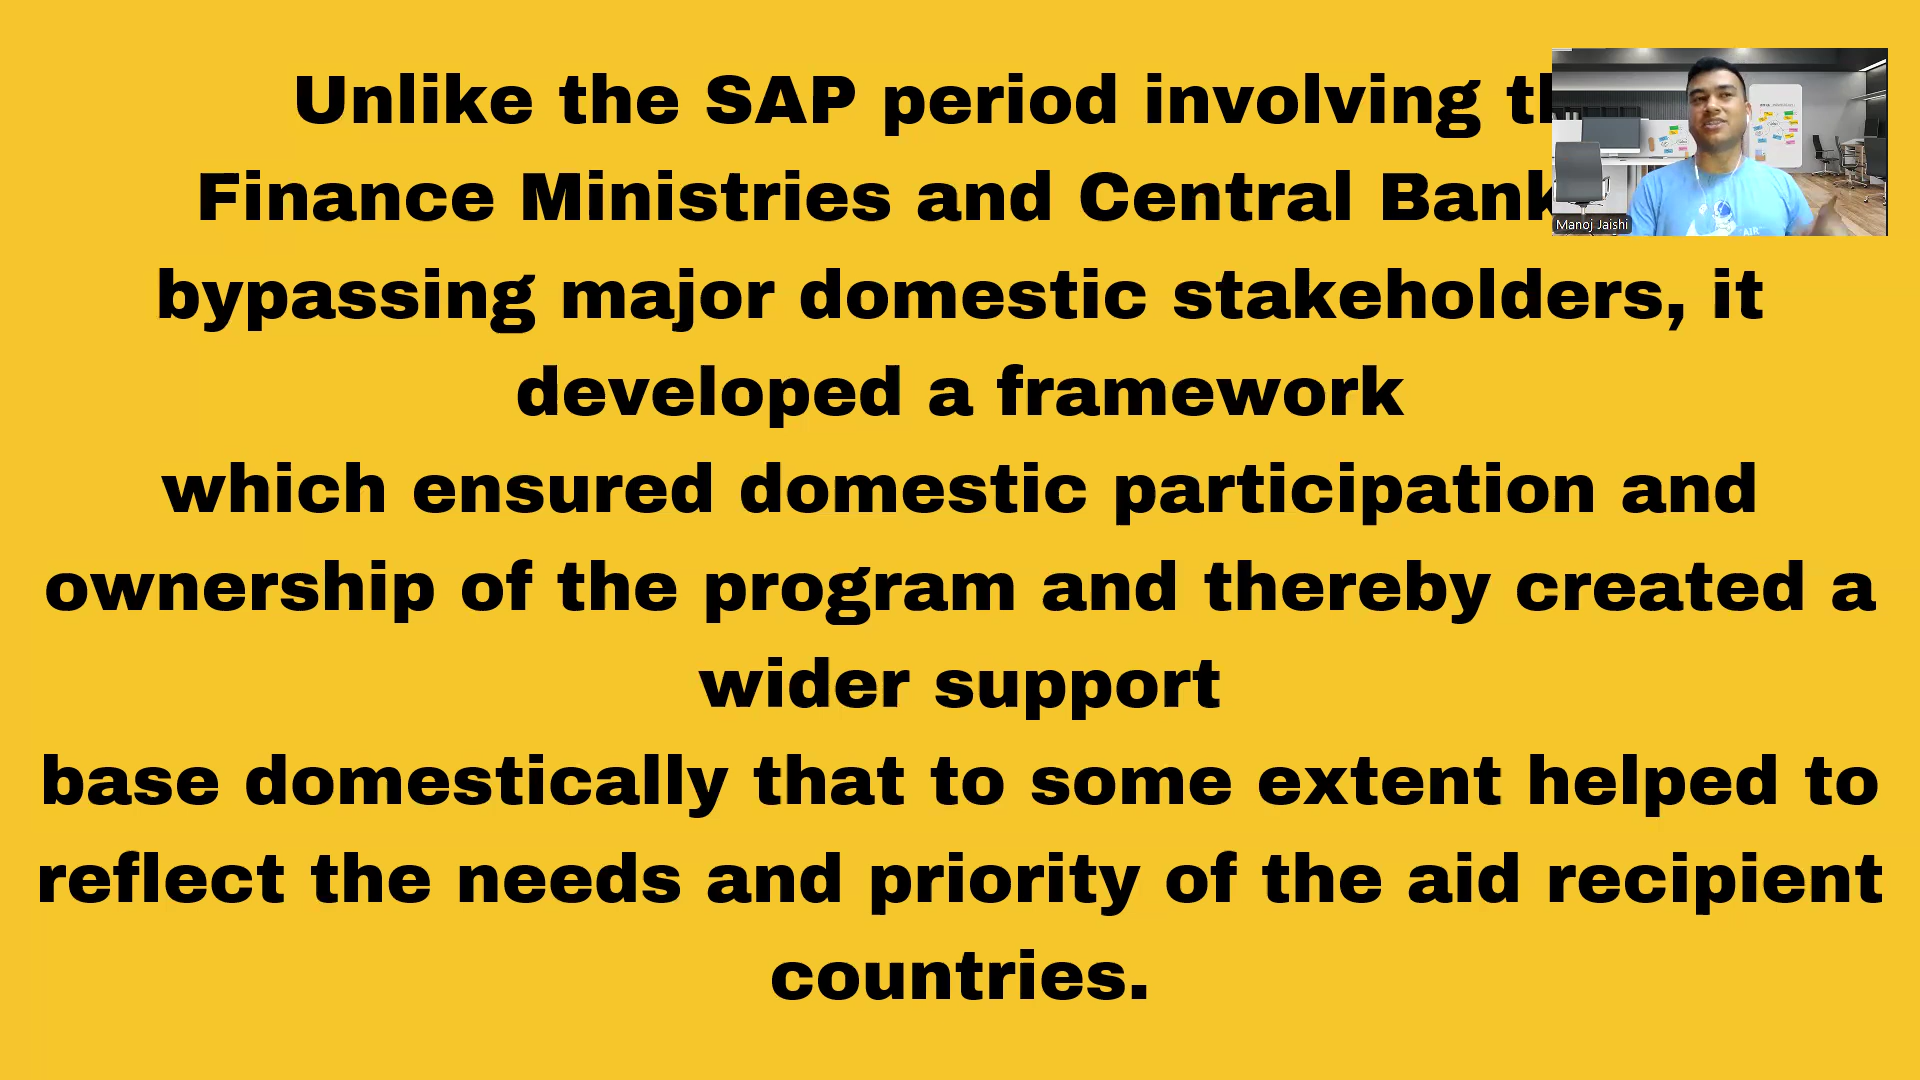 Unlike the SAP period involving
Finance Ministries and Central
bypassing major domestic stakeholders, it
developed a framework
which ensured domestic participation and
ownership of the program and thereby created a
wider support
base domestically that to some extent helped to
reflect the needs and priority of the aid recipient
countries.
Manoj Jaishi